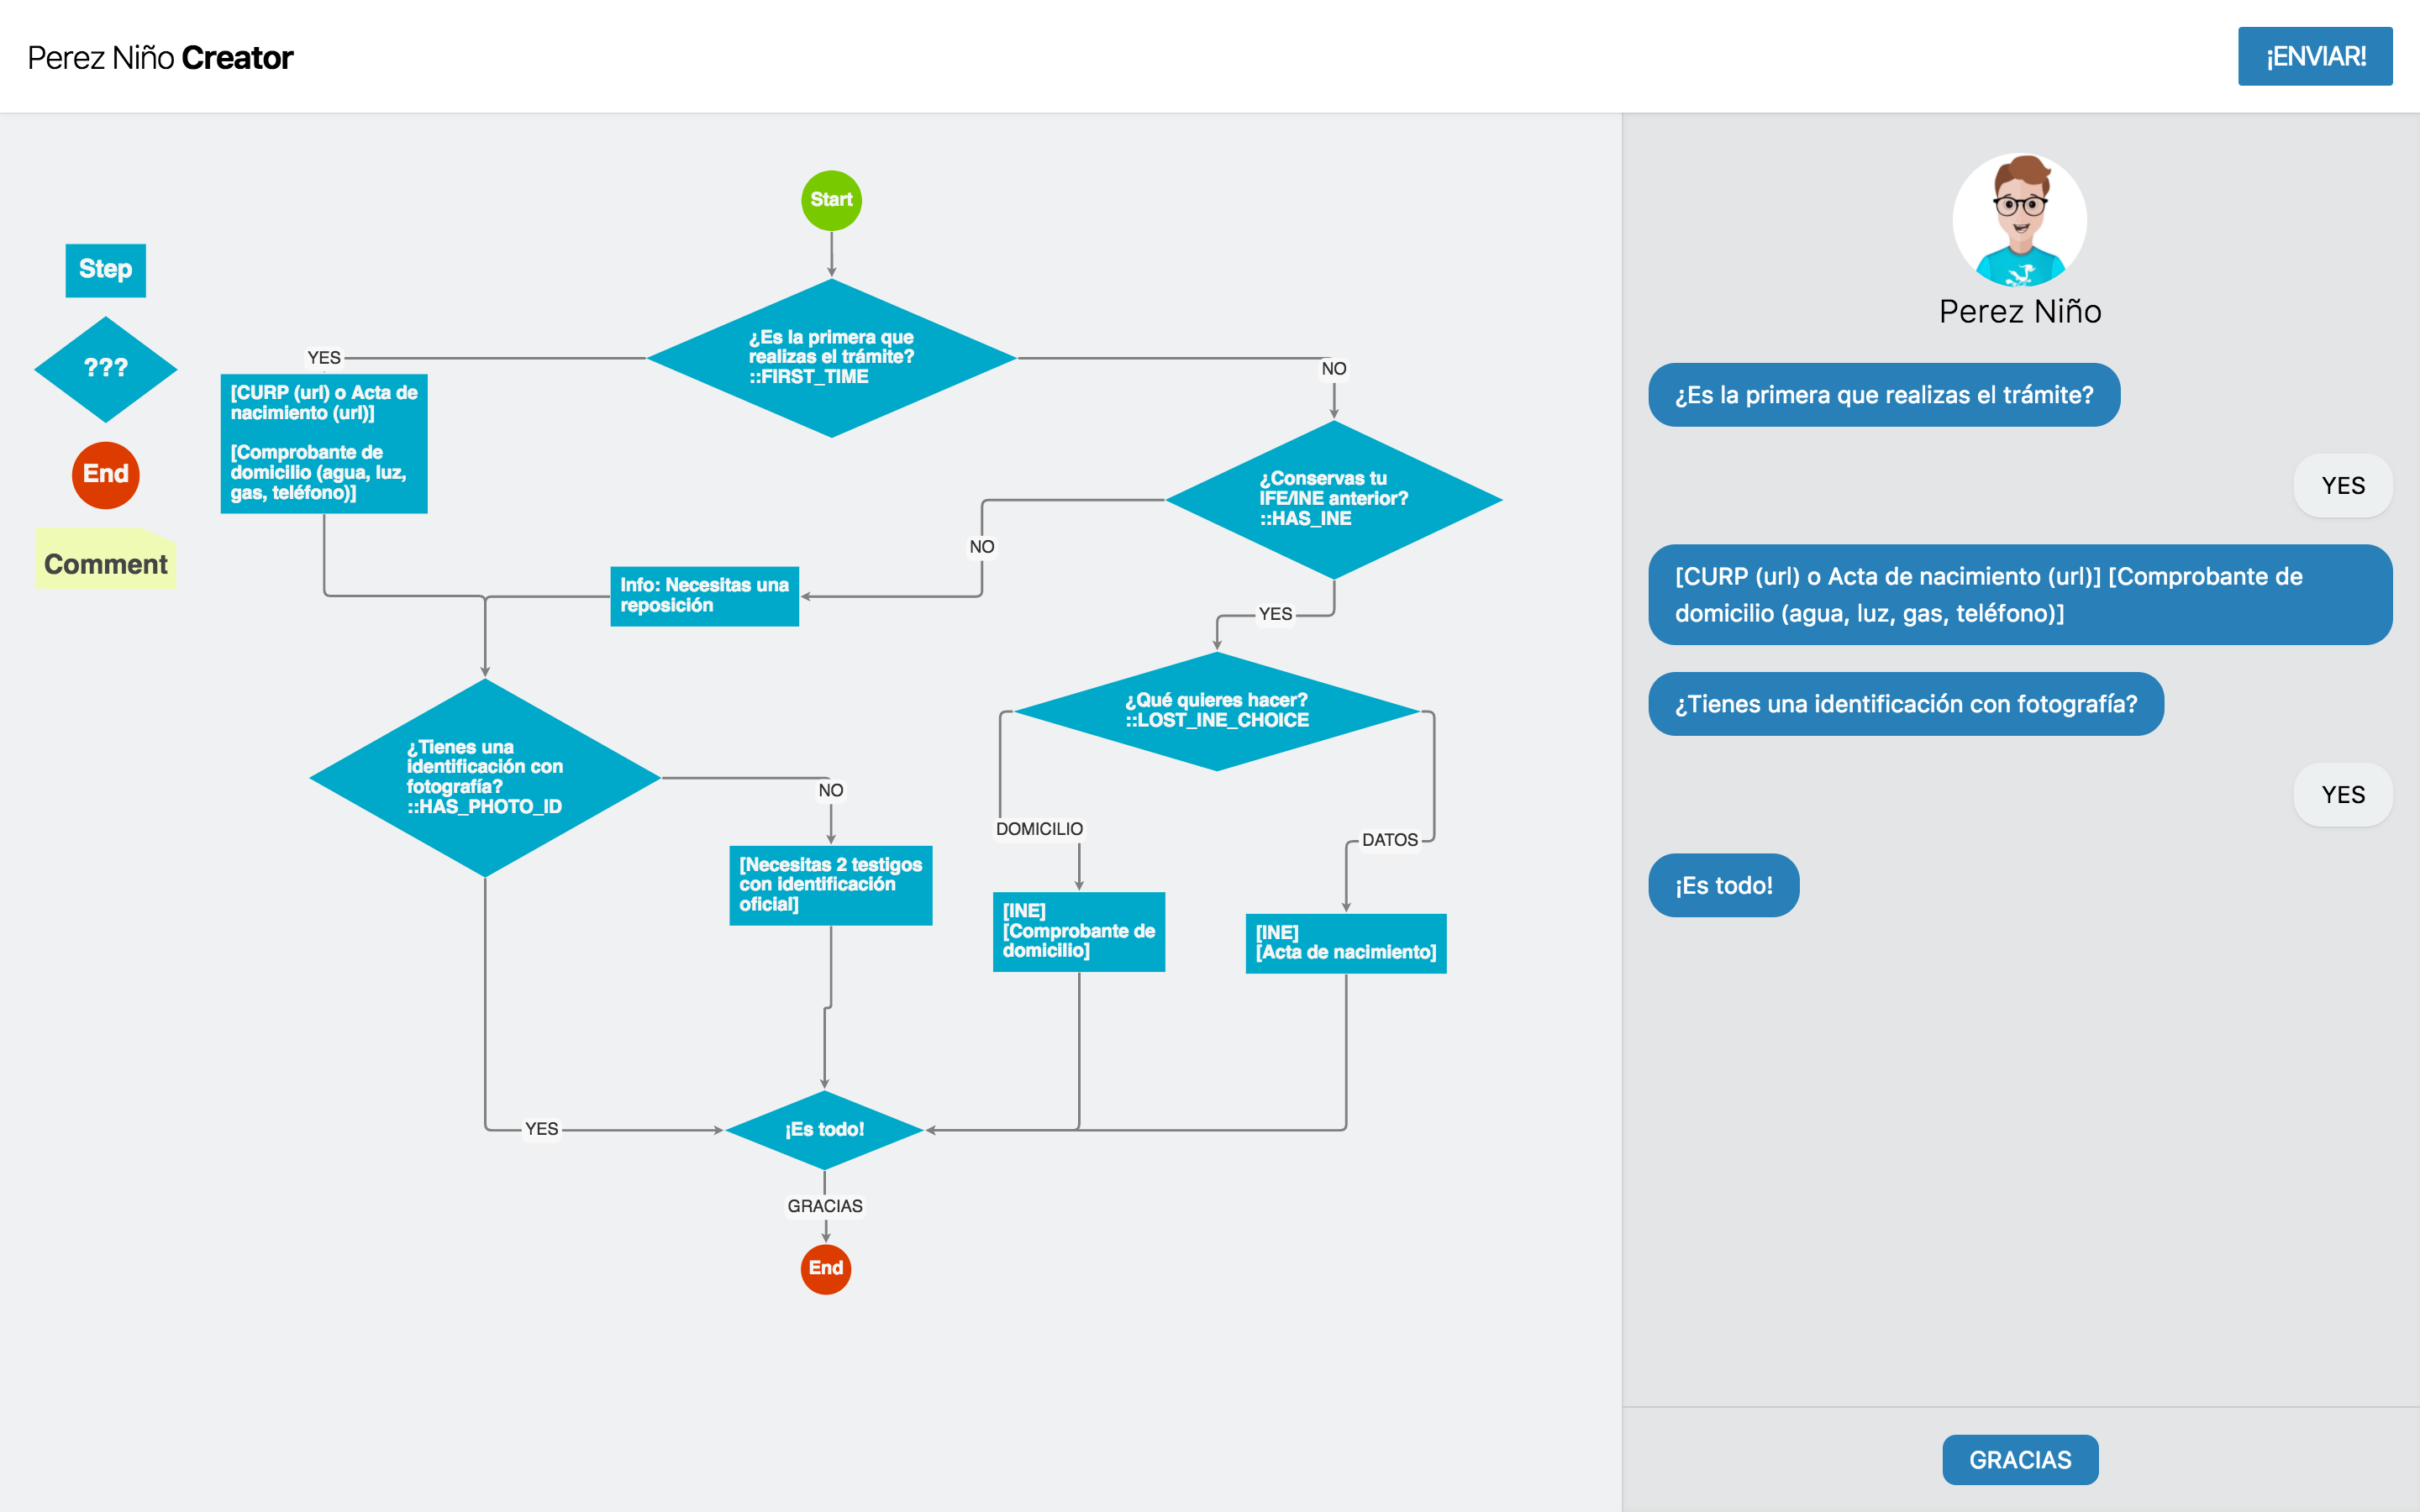 Perez Niño Creator
¡ENVIAR!
Step
???
End
Comment
Start
¿Es la primera que
realizas el trámite?
::FIRST_TIME
YES
NO
[CURP (url) o Acta de
nacimiento (url)]
[Comprobante de
domicilio (agua, luz,
gas, teléfono)]
¿Conservas tu
IFE/INE anterior?
::HAS_INE
NO
YES
Info: Necesitas una
reposición
¿Qué quieres hacer?
::LOST_INE_CHOICE
¿Tienes una
identificación con
fotografía?
::HAS_PHOTO_ID
NO
DOMICILIO
DATOS
[Necesitas 2 testigos
con identificación
oficial]
[INE]
[Comprobante de
domicilio]
[INE]
[Acta de nacimiento]
YES
¡Es todo!
GRACIAS
End
Perez Niño
¿Es la primera que realizas el trámite?
YES
[CURP (url) o Acta de nacimiento (url)] [Comprobante de
domicilio (agua, luz, gas, teléfono)]
¿Tienes una identificación con fotografía?
YES
¡Es todo!
GRACIAS